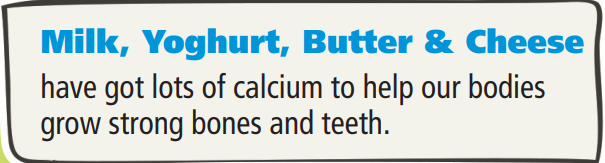 Milk, Yoghurt, Butter & Cheese
have got lots of calcium to help our bodies
grow strong bones and teeth.